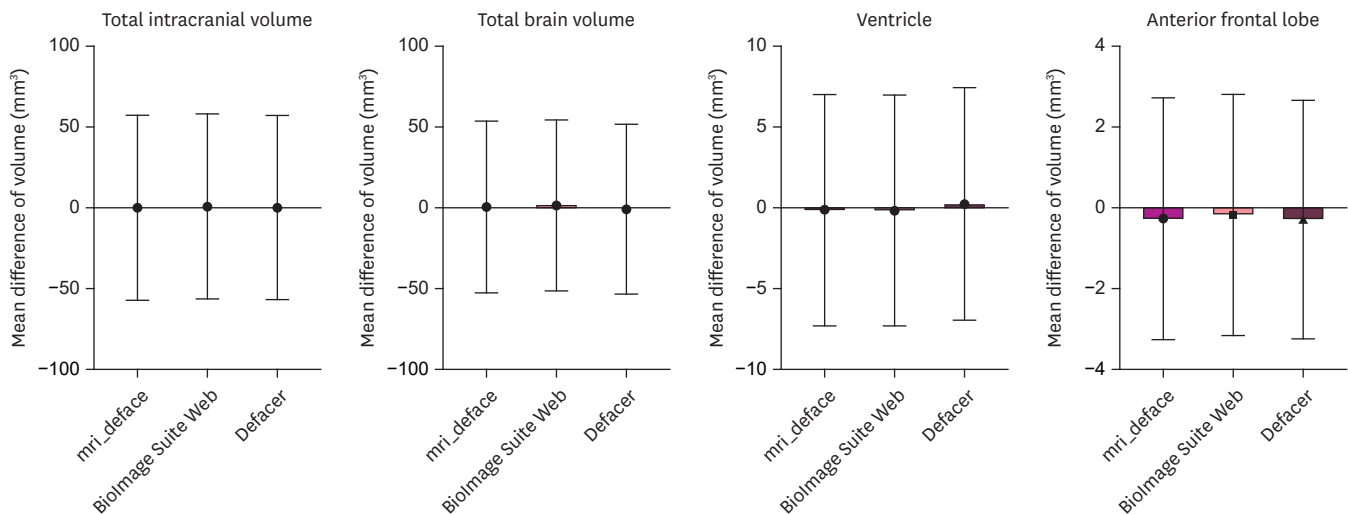 Total intracranial volume
Mean difference of volume (mm³)
100
50
0
−50
−100
mri_deface
BioImage Suite Web
Defacer
Total brain volume
Mean difference of volume (mm³)
100
50
0
−50
−100
mri_deface
BioImage Suite Web
Defacer
Ventricle
Mean difference of volume (mm³)
10
5
0
−5
−10
mri_deface
BioImage Suite Web
Defacer
Anterior frontal lobe
Mean difference of volume (mm³)
4
2
0
−2
−4
mri_deface
BioImage Suite Web
Defacer